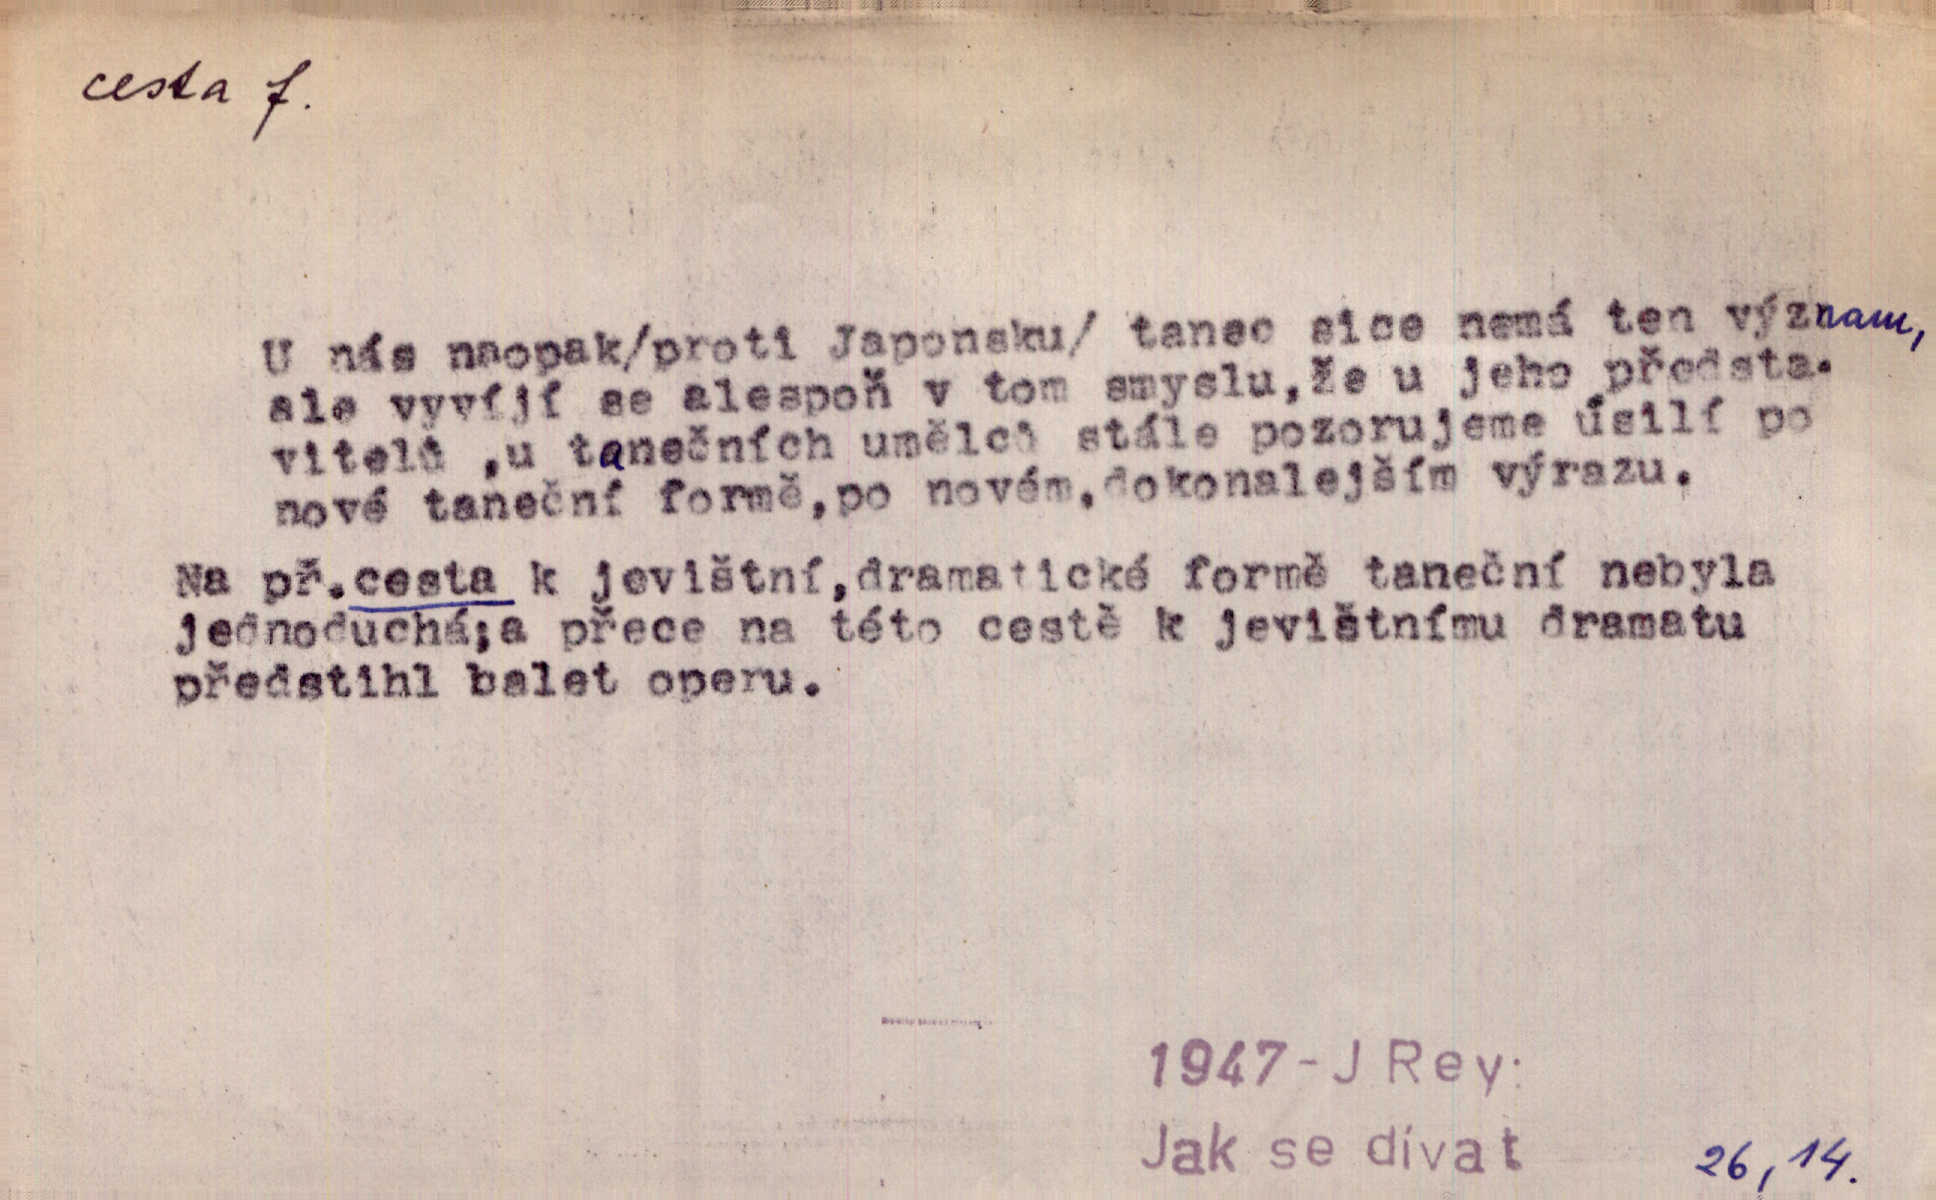 cesta f.
U nás naopak/proti Japonsku/ tanec sice nemá ten význam,
ale vyvíjí se alespoň v tom smyslu,že u jeho předsta-
vitelů ,u tanečních umělců stále pozorujeme úsilí po
nové taneční formě,po novém,dokonalejším výrazu.
Na př.cesta k jevištní,dramatické formě taneční nebyla
jednoduchá;a přece na této cestě k jevištnímu dramatu
předstihl balet operu.
1947-J Rey:
Jak se dívat
26, 14.